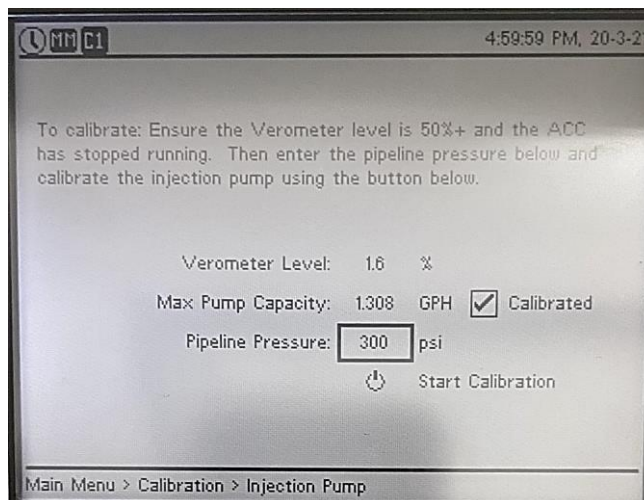 MM C1 4:59:59 PM, 20-3-2
To calibrate: Ensure the Verometer level is 50%+ and the ACC
has stopped running. Then enter the pipeline pressure below and
calibrate the injection pump using the button below.
Verometer Level: 1.6 %
Max Pump Capacity: 1.308 GPH Calibrated
Pipeline Pressure: 300 psi
Start Calibration
Main Menu > Calibration > Injection Pump